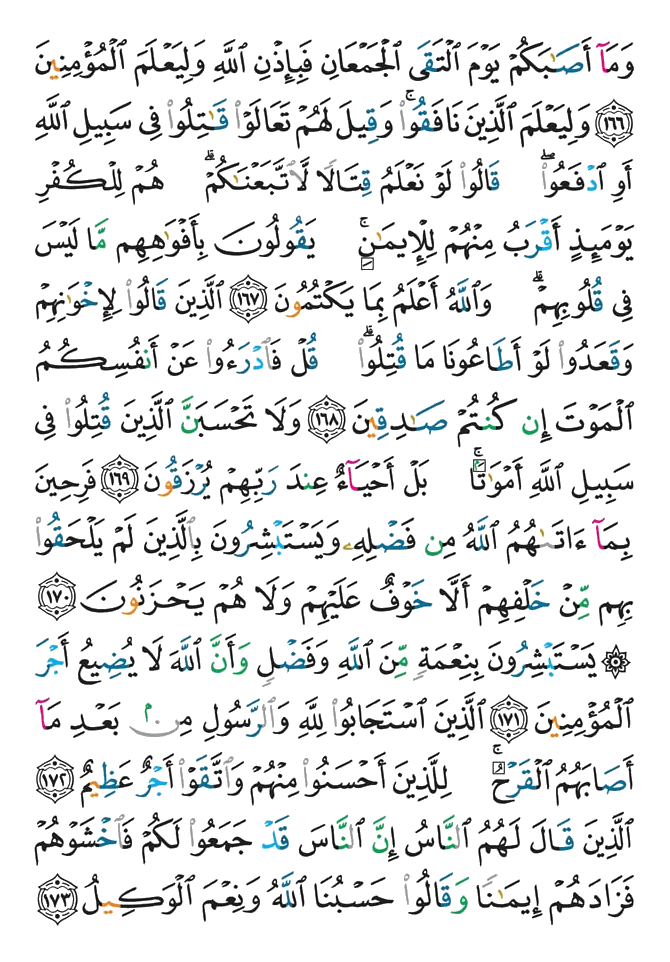 وَمَآ أَصَٰبَكُمْ يَوْمَ ٱلْتَقَى ٱلْجَمْعَانِ فَبِإِذْنِ ٱللَّهِ وَلِيَعْلَمَ ٱلْمُؤْمِنِينَ
١٦٦ وَلِيَعْلَمَ ٱلَّذِينَ نَافَقُوا۟ ۚ وَقِيلَ لَهُمْ تَعَالَوْا۟ قَٰتِلُوا۟ فِى سَبِيلِ ٱللَّهِ
أَوِ ٱدْفَعُوا۟ ۖ قَالُوا۟ لَوْ نَعْلَمُ قِتَالًا لَّٱتَّبَعْنَٰكُمْ ۗ هُمْ لِلْكُفْرِ
يَوْمَئِذٍ أَقْرَبُ مِنْهُمْ لِلْإِيمَٰنِ ۚ يَقُولُونَ بِأَفْوَٰهِهِم مَّا لَيْسَ
فِى قُلُوبِهِمْ ۗ وَٱللَّهُ أَعْلَمُ بِمَا يَكْتُمُونَ ١٦٧ ٱلَّذِينَ قَالُوا۟ لِإِخْوَٰنِهِمْ
وَقَعَدُوا۟ لَوْ أَطَاعُونَا مَا قُتِلُوا۟ ۗ قُلْ فَٱدْرَءُوا۟ عَنْ أَنفُسِكُمُ
ٱلْمَوْتَ إِن كُنتُمْ صَٰدِقِينَ ١٦٨ وَلَا تَحْسَبَنَّ ٱلَّذِينَ قُتِلُوا۟ فِى
سَبِيلِ ٱللَّهِ أَمْوَٰتًۢا ۚ بَلْ أَحْيَآءٌ عِندَ رَبِّهِمْ يُرْزَقُونَ ١٦٩ فَرِحِينَ
بِمَآ ءَاتَىٰهُمُ ٱللَّهُ مِن فَضْلِهِۦ وَيَسْتَبْشِرُونَ بِٱلَّذِينَ لَمْ يَلْحَقُوا۟
بِهِم مِّنْ خَلْفِهِمْ أَلَّا خَوْفٌ عَلَيْهِمْ وَلَا هُمْ يَحْزَنُونَ ١٧٠
۞ يَسْتَبْشِرُونَ بِنِعْمَةٍ مِّنَ ٱللَّهِ وَفَضْلٍ وَأَنَّ ٱللَّهَ لَا يُضِيعُ أَجْرَ
ٱلْمُؤْمِنِينَ ١٧١ ٱلَّذِينَ ٱسْتَجَابُوا۟ لِلَّهِ وَٱلرَّسُولِ مِنۢ بَعْدِ مَآ
أَصَابَهُمُ ٱلْقَرْحُ ۚ لِلَّذِينَ أَحْسَنُوا۟ مِنْهُمْ وَٱتَّقَوْا۟ أَجْرٌ عَظِيمٌ ١٧٢
ٱلَّذِينَ قَالَ لَهُمُ ٱلنَّاسُ إِنَّ ٱلنَّاسَ قَدْ جَمَعُوا۟ لَكُمْ فَٱخْشَوْهُمْ
فَزَادَهُمْ إِيمَٰنًا وَقَالُوا۟ حَسْبُنَا ٱللَّهُ وَنِعْمَ ٱلْوَكِيلُ ١٧٣